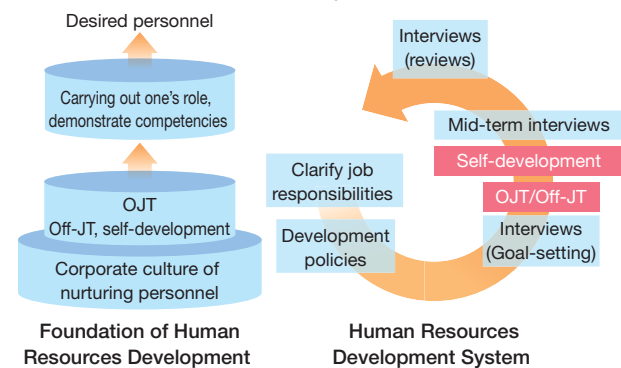 Desired personnel
Carrying out one's role,
demonstrate competencies
OJT
Off-JT, self-development
Corporate culture of
nurturing personnel
Foundation of Human
Resources Development
Interviews
(reviews)
Mid-term interviews
Self-development
OJT/Off-JT
Interviews
(Goal-setting)
Clarify job
responsibilities
Development
policies
Human Resources
Development System